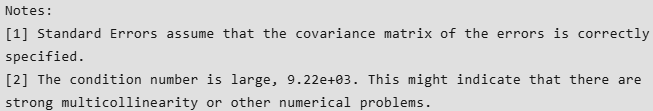 Notes:
[1] Standard Errors assume that the covariance matrix of the errors is correctly
specified.
[2] The condition number is large, 9.22e+03. This might indicate that there are
strong multicollinearity or other numerical problems.